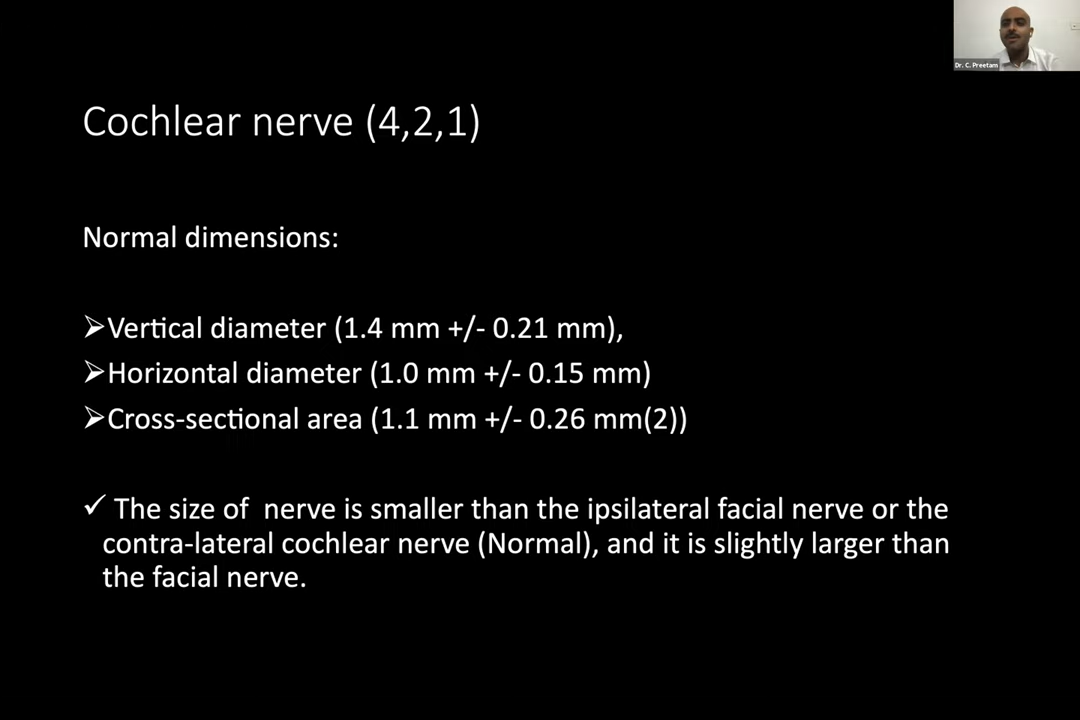 Dr. C. Preetam
Cochlear nerve (4,2,1)
Normal dimensions:
➢Vertical diameter (1.4 mm +/- 0.21 mm),
➢Horizontal diameter (1.0 mm +/- 0.15 mm)
➢Cross-sectional area (1.1 mm +/- 0.26 mm(2))
✓ The size of  nerve is smaller than the ipsilateral facial nerve or the
contra-lateral cochlear nerve (Normal), and it is slightly larger than
the facial nerve.